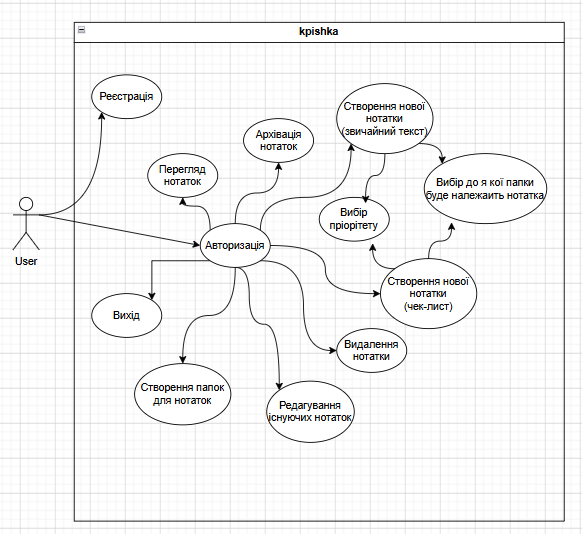 kpishka
Реєстрація
Створення нової
нотатки
(звичайний текст)
Архівація
нотаток
Перегляд
нотаток
Вибір до я кої папки
буде належаить нотатка
Вибір
пріорітету
User
Авторизація
Створення нової
нотатки
(чек-лист)
Вихід
Видалення
нотатки
Створення папок
для нотаток
Редагування
існуючих нотаток